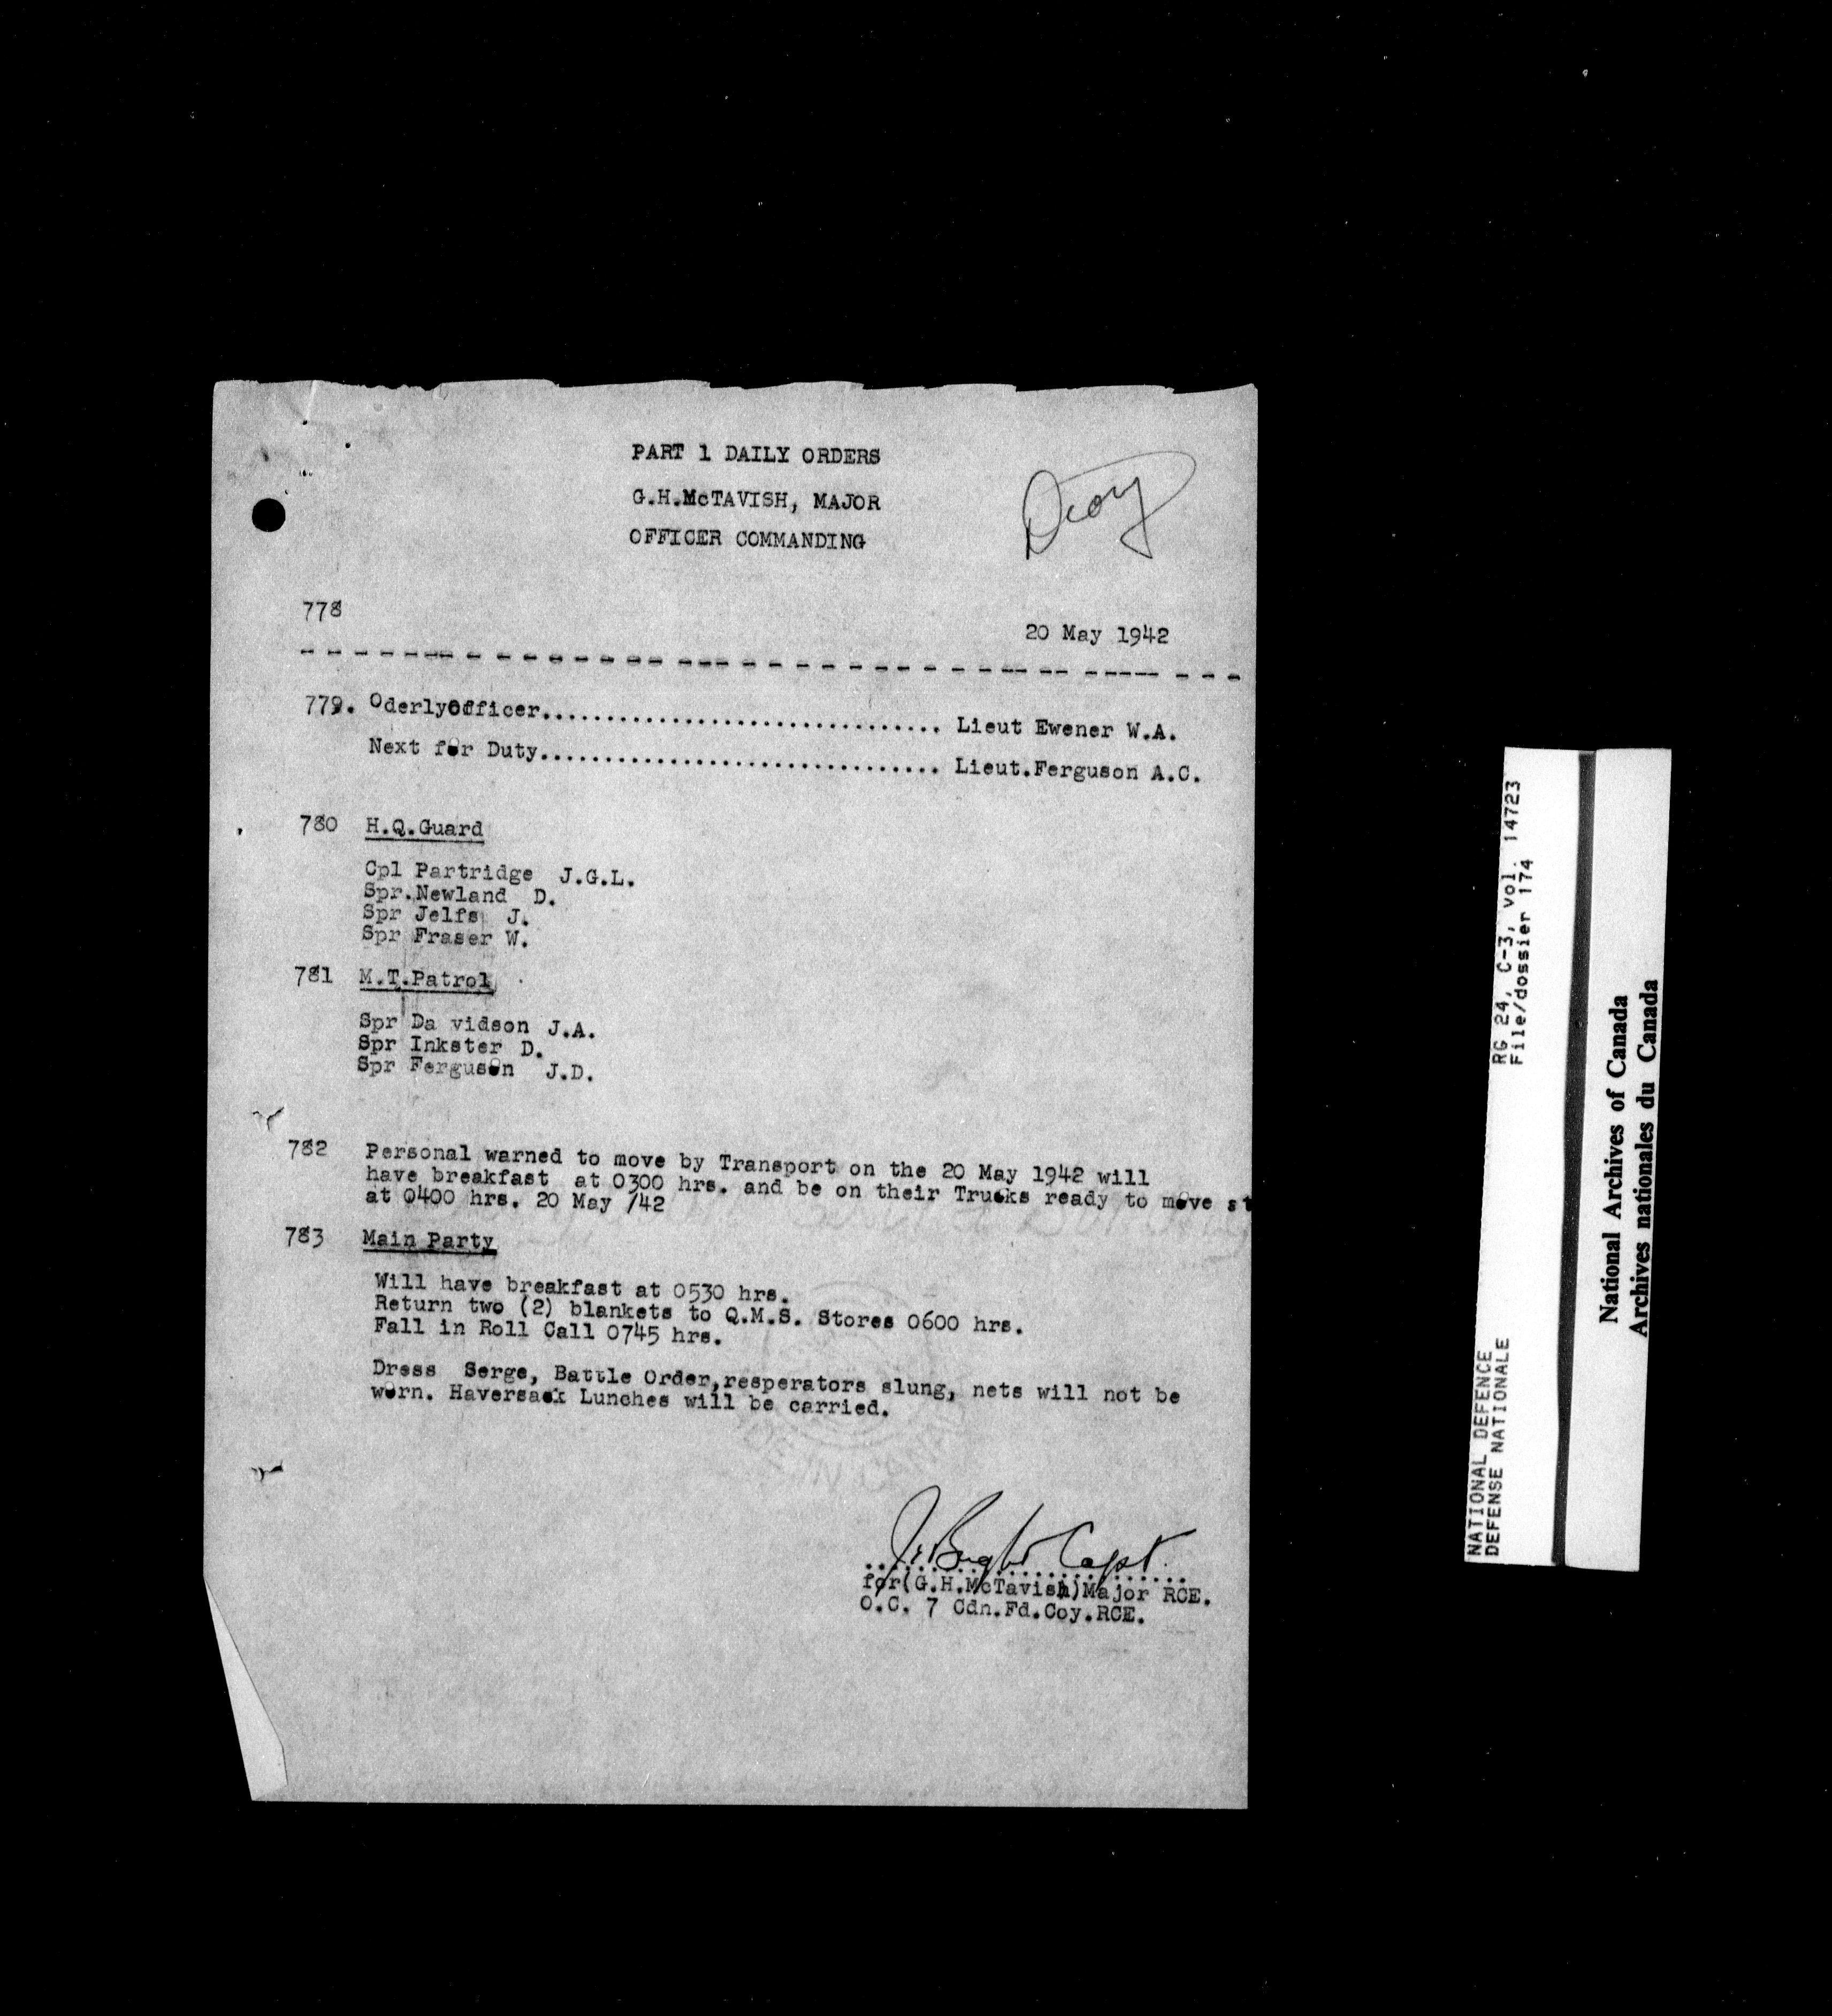 PART 1 DAILY ORDERS
G.H.McTAVISH, MAJOR
OFFICER COMMANDING
Diary
778
20 May 1942
779. OderlyOfficer............................... Lieut Ewener W.A.
Next for Duty............................... Lieut.Ferguson A.C.
780 H.Q.Guard
Cpl Partridge J.G.L.
Spr.Newland D.
Spr Jelfs J.
Spr Fraser W.
781 M.T.Patrol
Spr Da vidson J.A.
Spr Inkster D.
Spr Ferguson J.D.
782 Personal warned to move by Transport on the 20 May 1942 will
have breakfast at 0300 hrs. and be on their Trucks ready to move st
at 0400 hrs. 20 May /42
783 Main Party
Will have breakfast at 0530 hrs.
Return two (2) blankets to Q.M.S. Stores 0600 hrs.
Fall in Roll Call 0745 hrs.
Dress Serge, Battle Order,resperators slung, nets will not be
worn. Haversack Lunches will be carried.
Capt.
for(G.H.McTavish)Major RCE.
O.C. 7 Cdn.Fd.Coy.RCE.
NATIONAL DEFENCE RG 24, C-3, vol. 14723
DEFENSE NATIONALE File/dossier 174
National Archives of Canada
Archives nationales du Canada